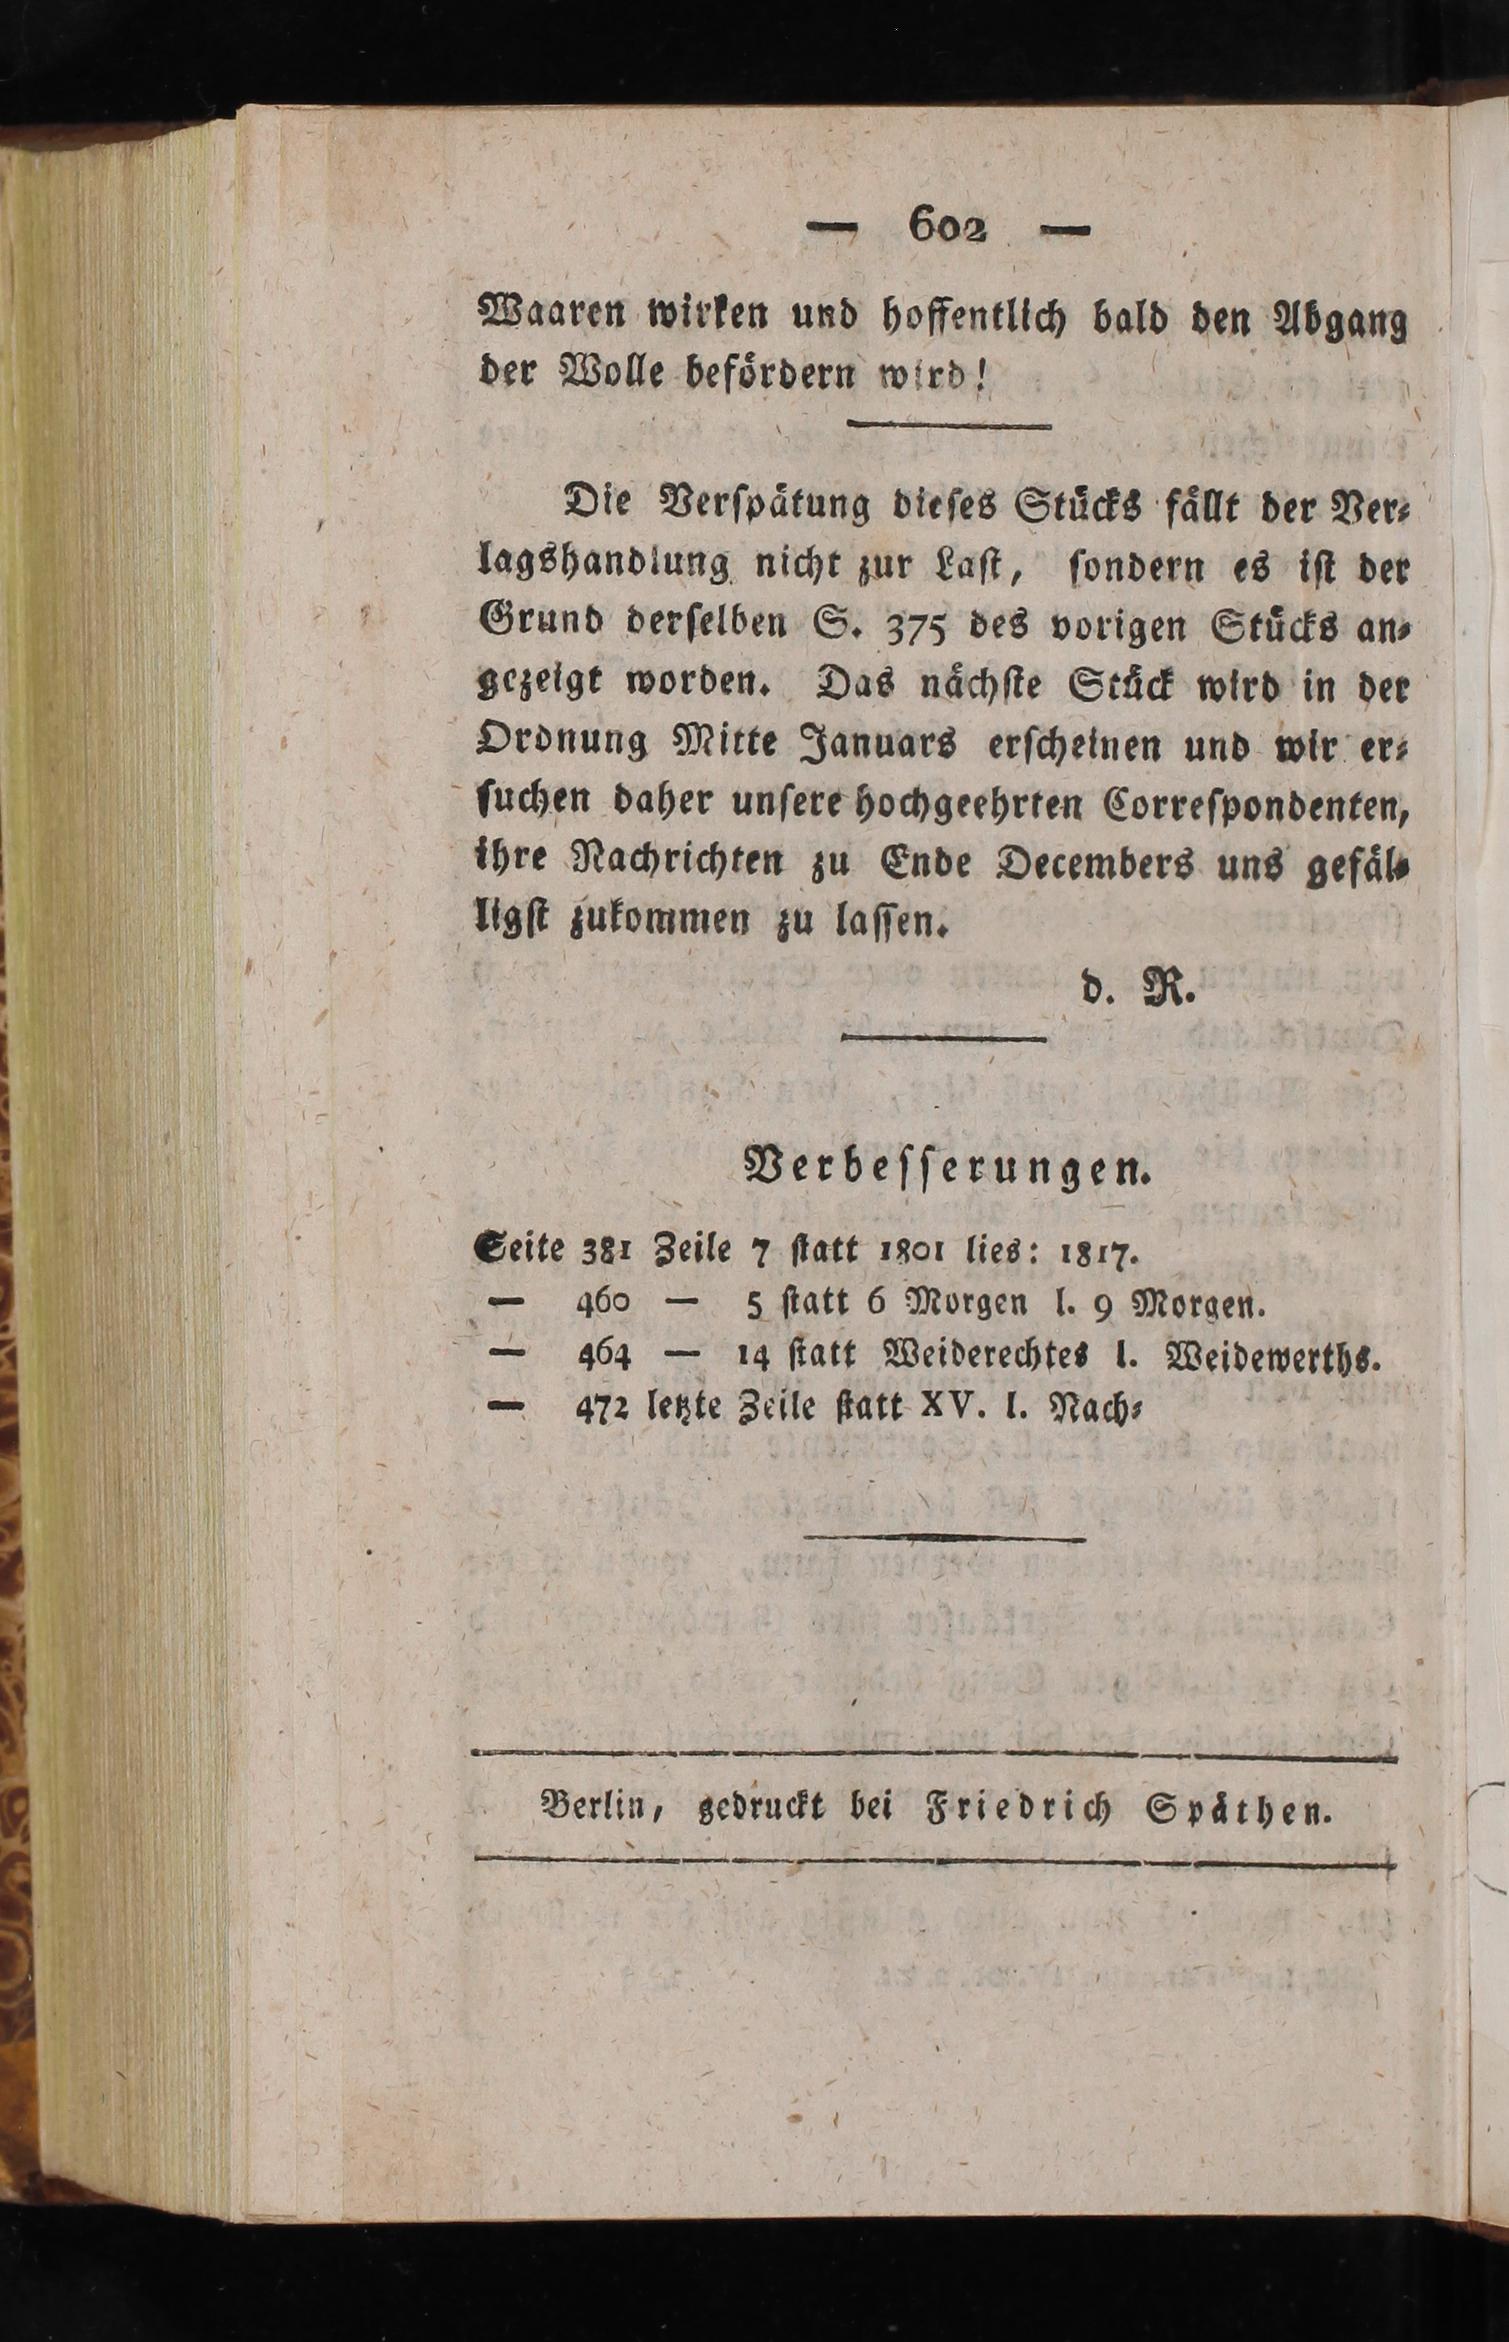 — 602 —
Waaren wirken und hoffentlich bald den Abgang
der Wolle befördern wird!
Die Verspätung dieses Stücks fällt der Ver⸗
lagshandlung nicht zur Last, sondern es ist der
Grund derselben S. 375 des vorigen Stücks an⸗
gezeigt worden. Das nächste Stück wird in der
Ordnung Mitte Januars erscheinen und wir er⸗
suchen daher unsere hochgeehrten Correspondenten,
ihre Nachrichten zu Ende Decembers uns gefäl⸗
ligst zukommen zu lassen.
d. R.
Verbesserungen.
Seite 381 Zeile 7 statt 1801 lies: 1817.
— 460 — 5 statt 6 Morgen l. 9 Morgen.
— 464 — 14 statt Weiderechtes l. Weidewerths.
— 472 letzte Zeile statt XV. l. Nach⸗
Berlin, gedruckt bei Friedrich Späthen.